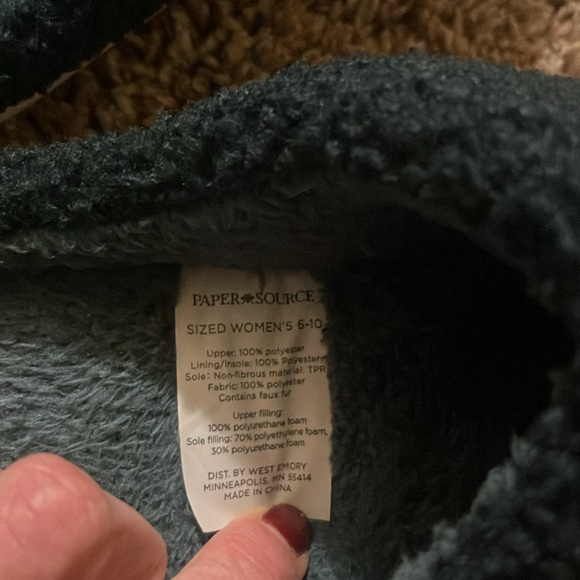 PAPER SOURCE
SIZED WOMEN'S 6-10
Upper: 100% polyester
Lining/Insole: 100% Polyester
Sole: Non-fibrous material: TPR
Fabric: 100% polyester
Contains faux fur
Upper filling:
100% polyurethane foam
Sole filling: 70% polyethylene foam,
30% polyurethane foam
DIST. BY WEST EMORY
MINNEAPOLIS, MN 55414
MADE IN CHINA